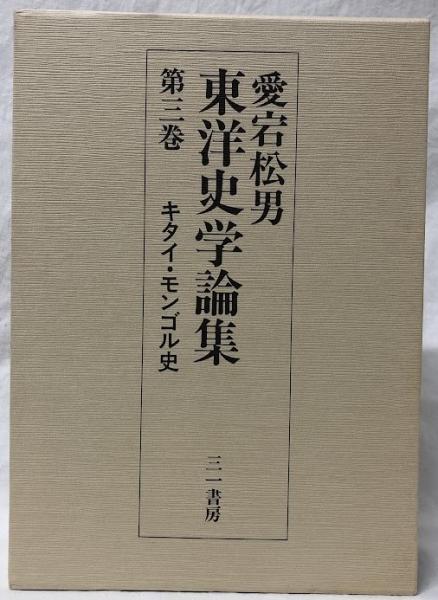 愛宕松男
東洋史学論集
第三巻 キタイ・モンゴル史
三一書房